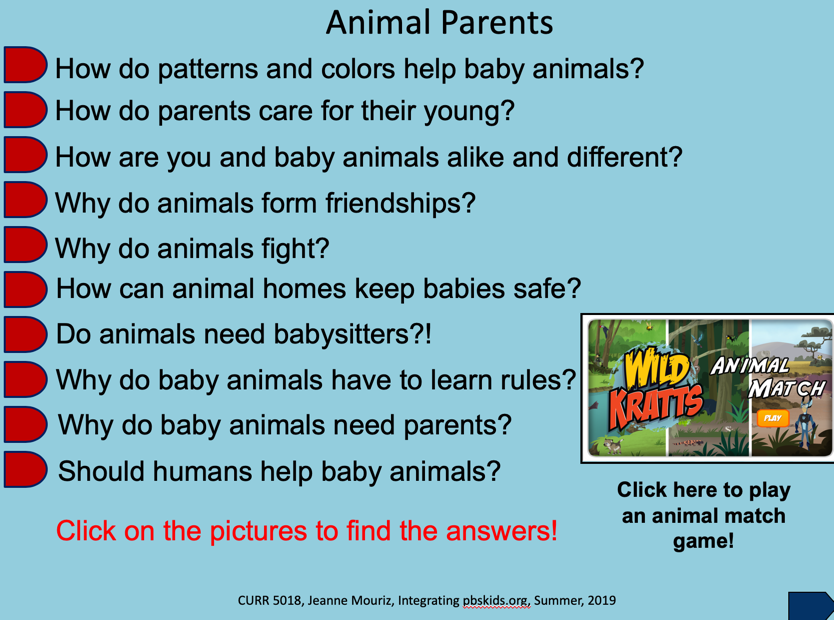 Animal Parents
How do patterns and colors help baby animals?
How do parents care for their young?
How are you and baby animals alike and different?
Why do animals form friendships?
Why do animals fight?
How can animal homes keep babies safe?
Do animals need babysitters?!
Why do baby animals have to learn rules?
Why do baby animals need parents?
Should humans help baby animals?
Click on the pictures to find the answers!
WILD
KRATTS
ANIMAL
MATCH
PLAY
Click here to play
an animal match
game!
CURR 5018, Jeanne Mouriz, Integrating pbskids.org, Summer, 2019